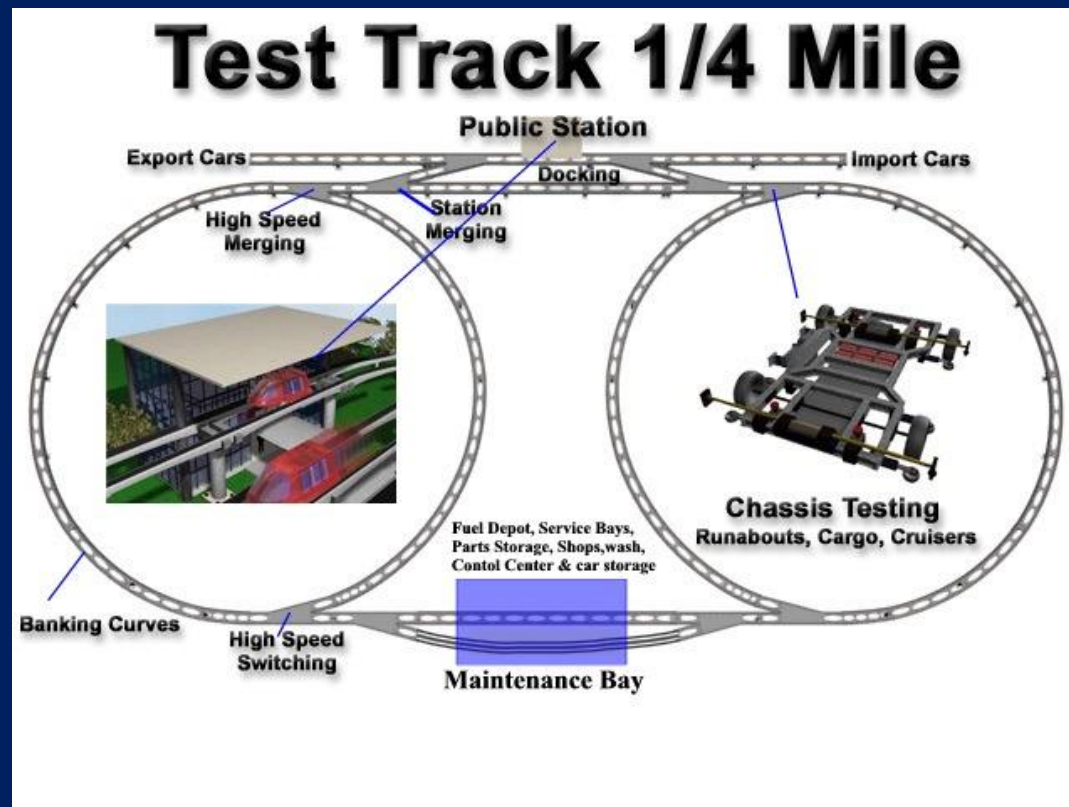 Test Track 1/4 Mile
Public Station
Export Cars
Import Cars
Docking
High Speed
Merging
Station
Merging
Chassis Testing
Runabouts, Cargo, Cruisers
Fuel Depot, Service Bays,
Parts Storage, Shops,wash,
Contol Center & car storage
Banking Curves
High Speed
Switching
Maintenance Bay